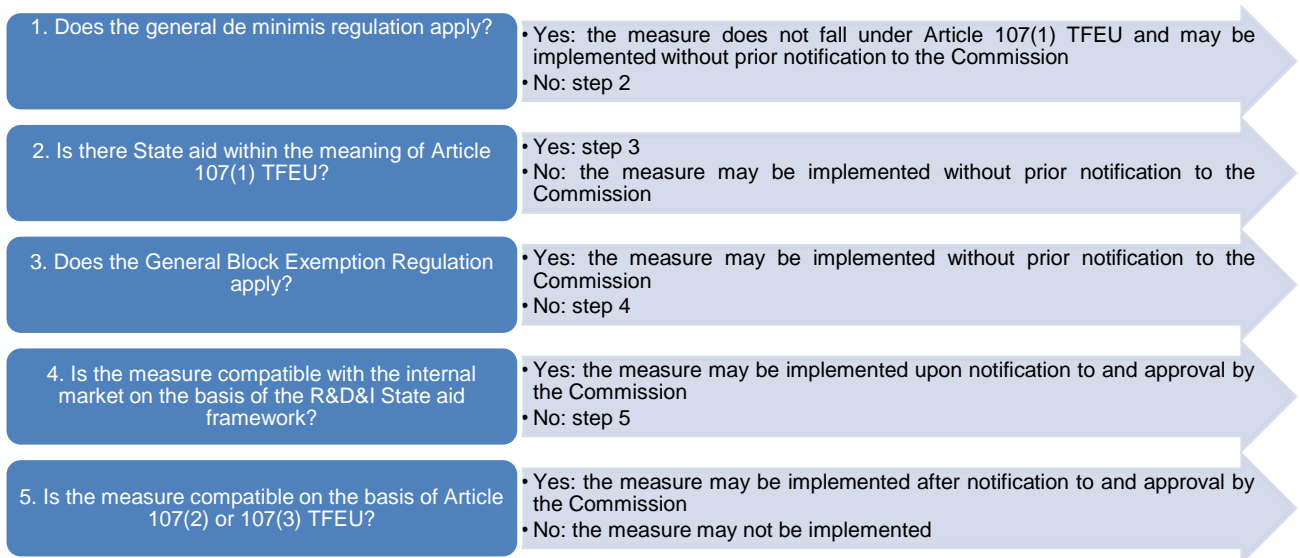 1. Does the general de minimis regulation apply?
• Yes: the measure does not fall under Article 107(1) TFEU and may be
implemented without prior notification to the Commission
• No: step 2
2. Is there State aid within the meaning of Article
107(1) TFEU?
• Yes: step 3
• No: the measure may be implemented without prior notification to the
Commission
3. Does the General Block Exemption Regulation
apply?
• Yes: the measure may be implemented without prior notification to the
Commission
• No: step 4
4. Is the measure compatible with the internal
market on the basis of the R&D&I State aid
framework?
• Yes: the measure may be implemented upon notification to and approval by
the Commission
• No: step 5
5. Is the measure compatible on the basis of Article
107(2) or 107(3) TFEU?
• Yes: the measure may be implemented after notification to and approval by
the Commission
• No: the measure may not be implemented